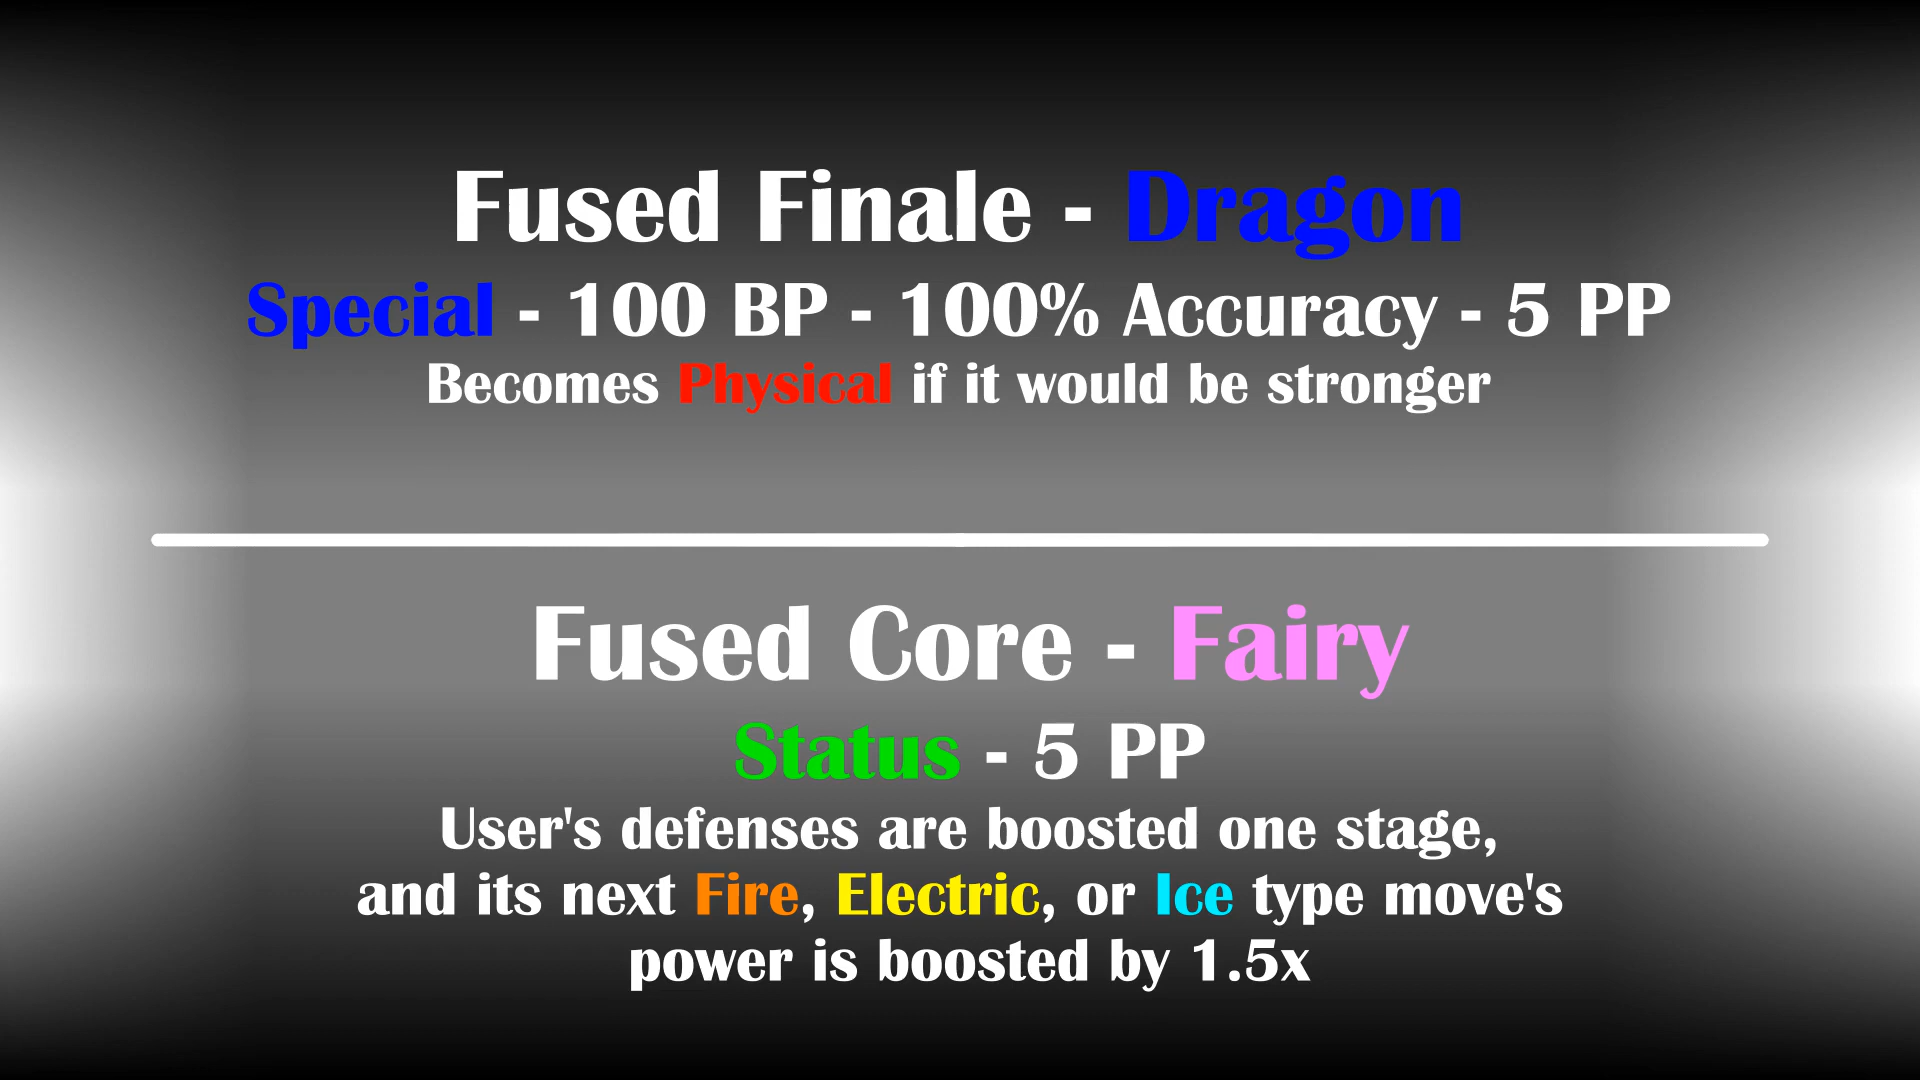 Fused Finale - Dragon
Special - 100 BP - 100% Accuracy - 5 PP
Becomes Physical if it would be stronger
Fused Core - Fairy
Status - 5 PP
User's defenses are boosted one stage,
and its next Fire, Electric, or Ice type move's
power is boosted by 1.5x